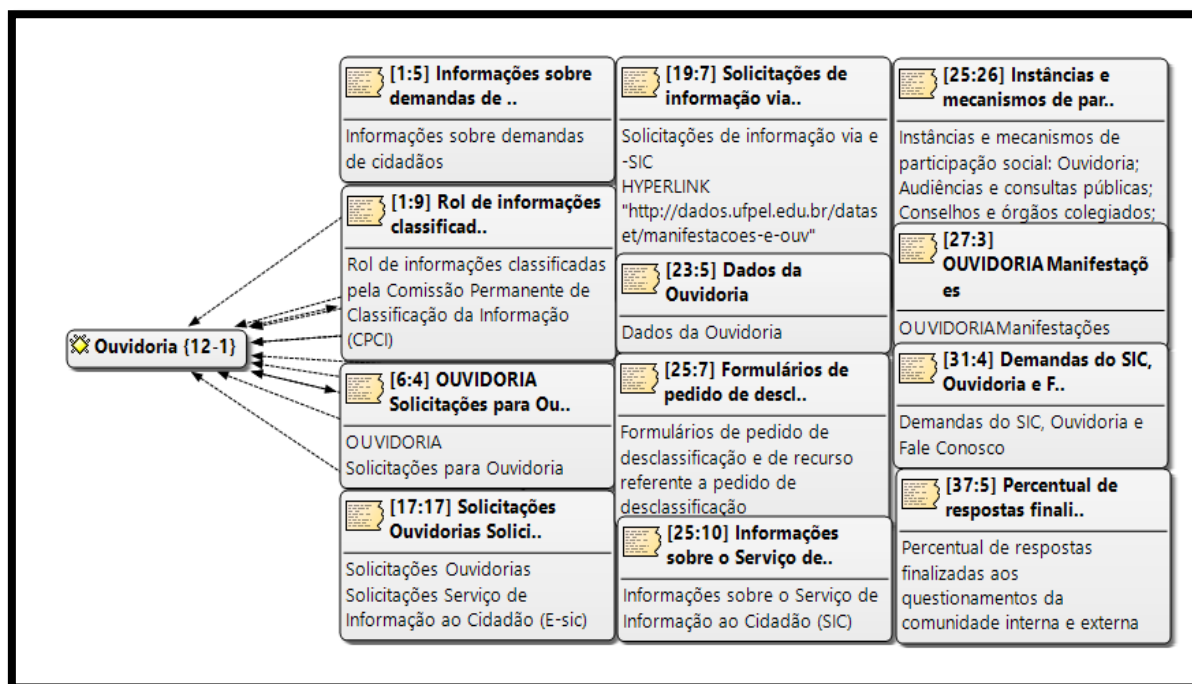 Ouvidoria {12-1}
[1:5] Informações sobre
demandas de ..
Informações sobre demandas
de cidadãos
[1:9] Rol de informações
classificad..
Rol de informações classificadas
pela Comissão Permanente de
Classificação da Informação
(CPCI)
[6:4] OUVIDORIA
Solicitações para Ou..
OUVIDORIA
Solicitações para Ouvidoria
[17:17] Solicitações
Ouvidorias Solici..
Solicitações Ouvidorias
Solicitações Serviço de
Informação ao Cidadão (E-sic)
[19:7] Solicitações de
informação via..
Solicitações de informação via e
-SIC
HYPERLINK
"http://dados.ufpel.edu.br/datas
et/manifestacoes-e-ouv"
[23:5] Dados da
Ouvidoria
Dados da Ouvidoria
[25:7] Formulários de
pedido de descl..
Formulários de pedido de
desclassificação e de recurso
referente a pedido de
desclassificação
[25:10] Informações
sobre o Serviço de..
Informações sobre o Serviço de
Informação ao Cidadão (SIC)
[25:26] Instâncias e
mecanismos de par..
Instâncias e mecanismos de
participação social: Ouvidoria;
Audiências e consultas públicas;
Conselhos e órgãos colegiados;
[27:3]
OUVIDORIAManifestaçõ
es
OUVIDORIAManifestações
[31:4] Demandas do SIC,
Ouvidoria e F..
Demandas do SIC, Ouvidoria e
Fale Conosco
[37:5] Percentual de
respostas finali..
Percentual de respostas
finalizadas aos
questionamentos da
comunidade interna e externa